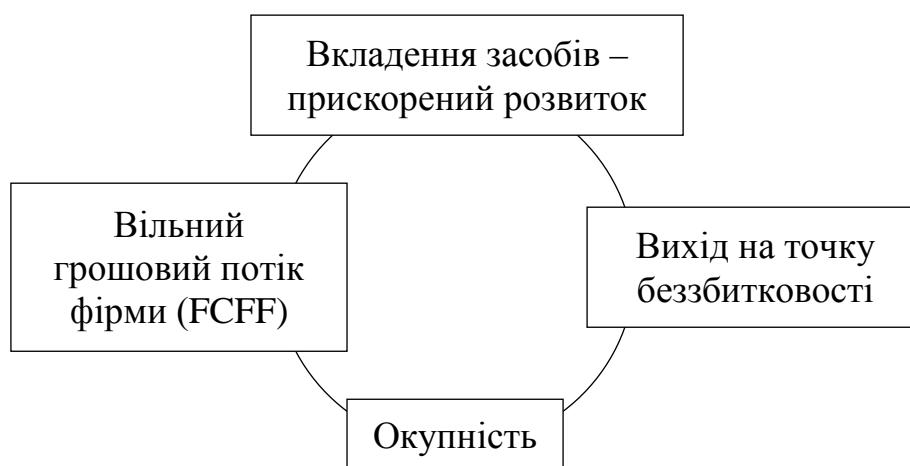 Вкладення засобів –
прискорений розвиток
Вільний
грошовий потік
фірми (FCFF)
Вихід на точку
беззбитковості
Окупність